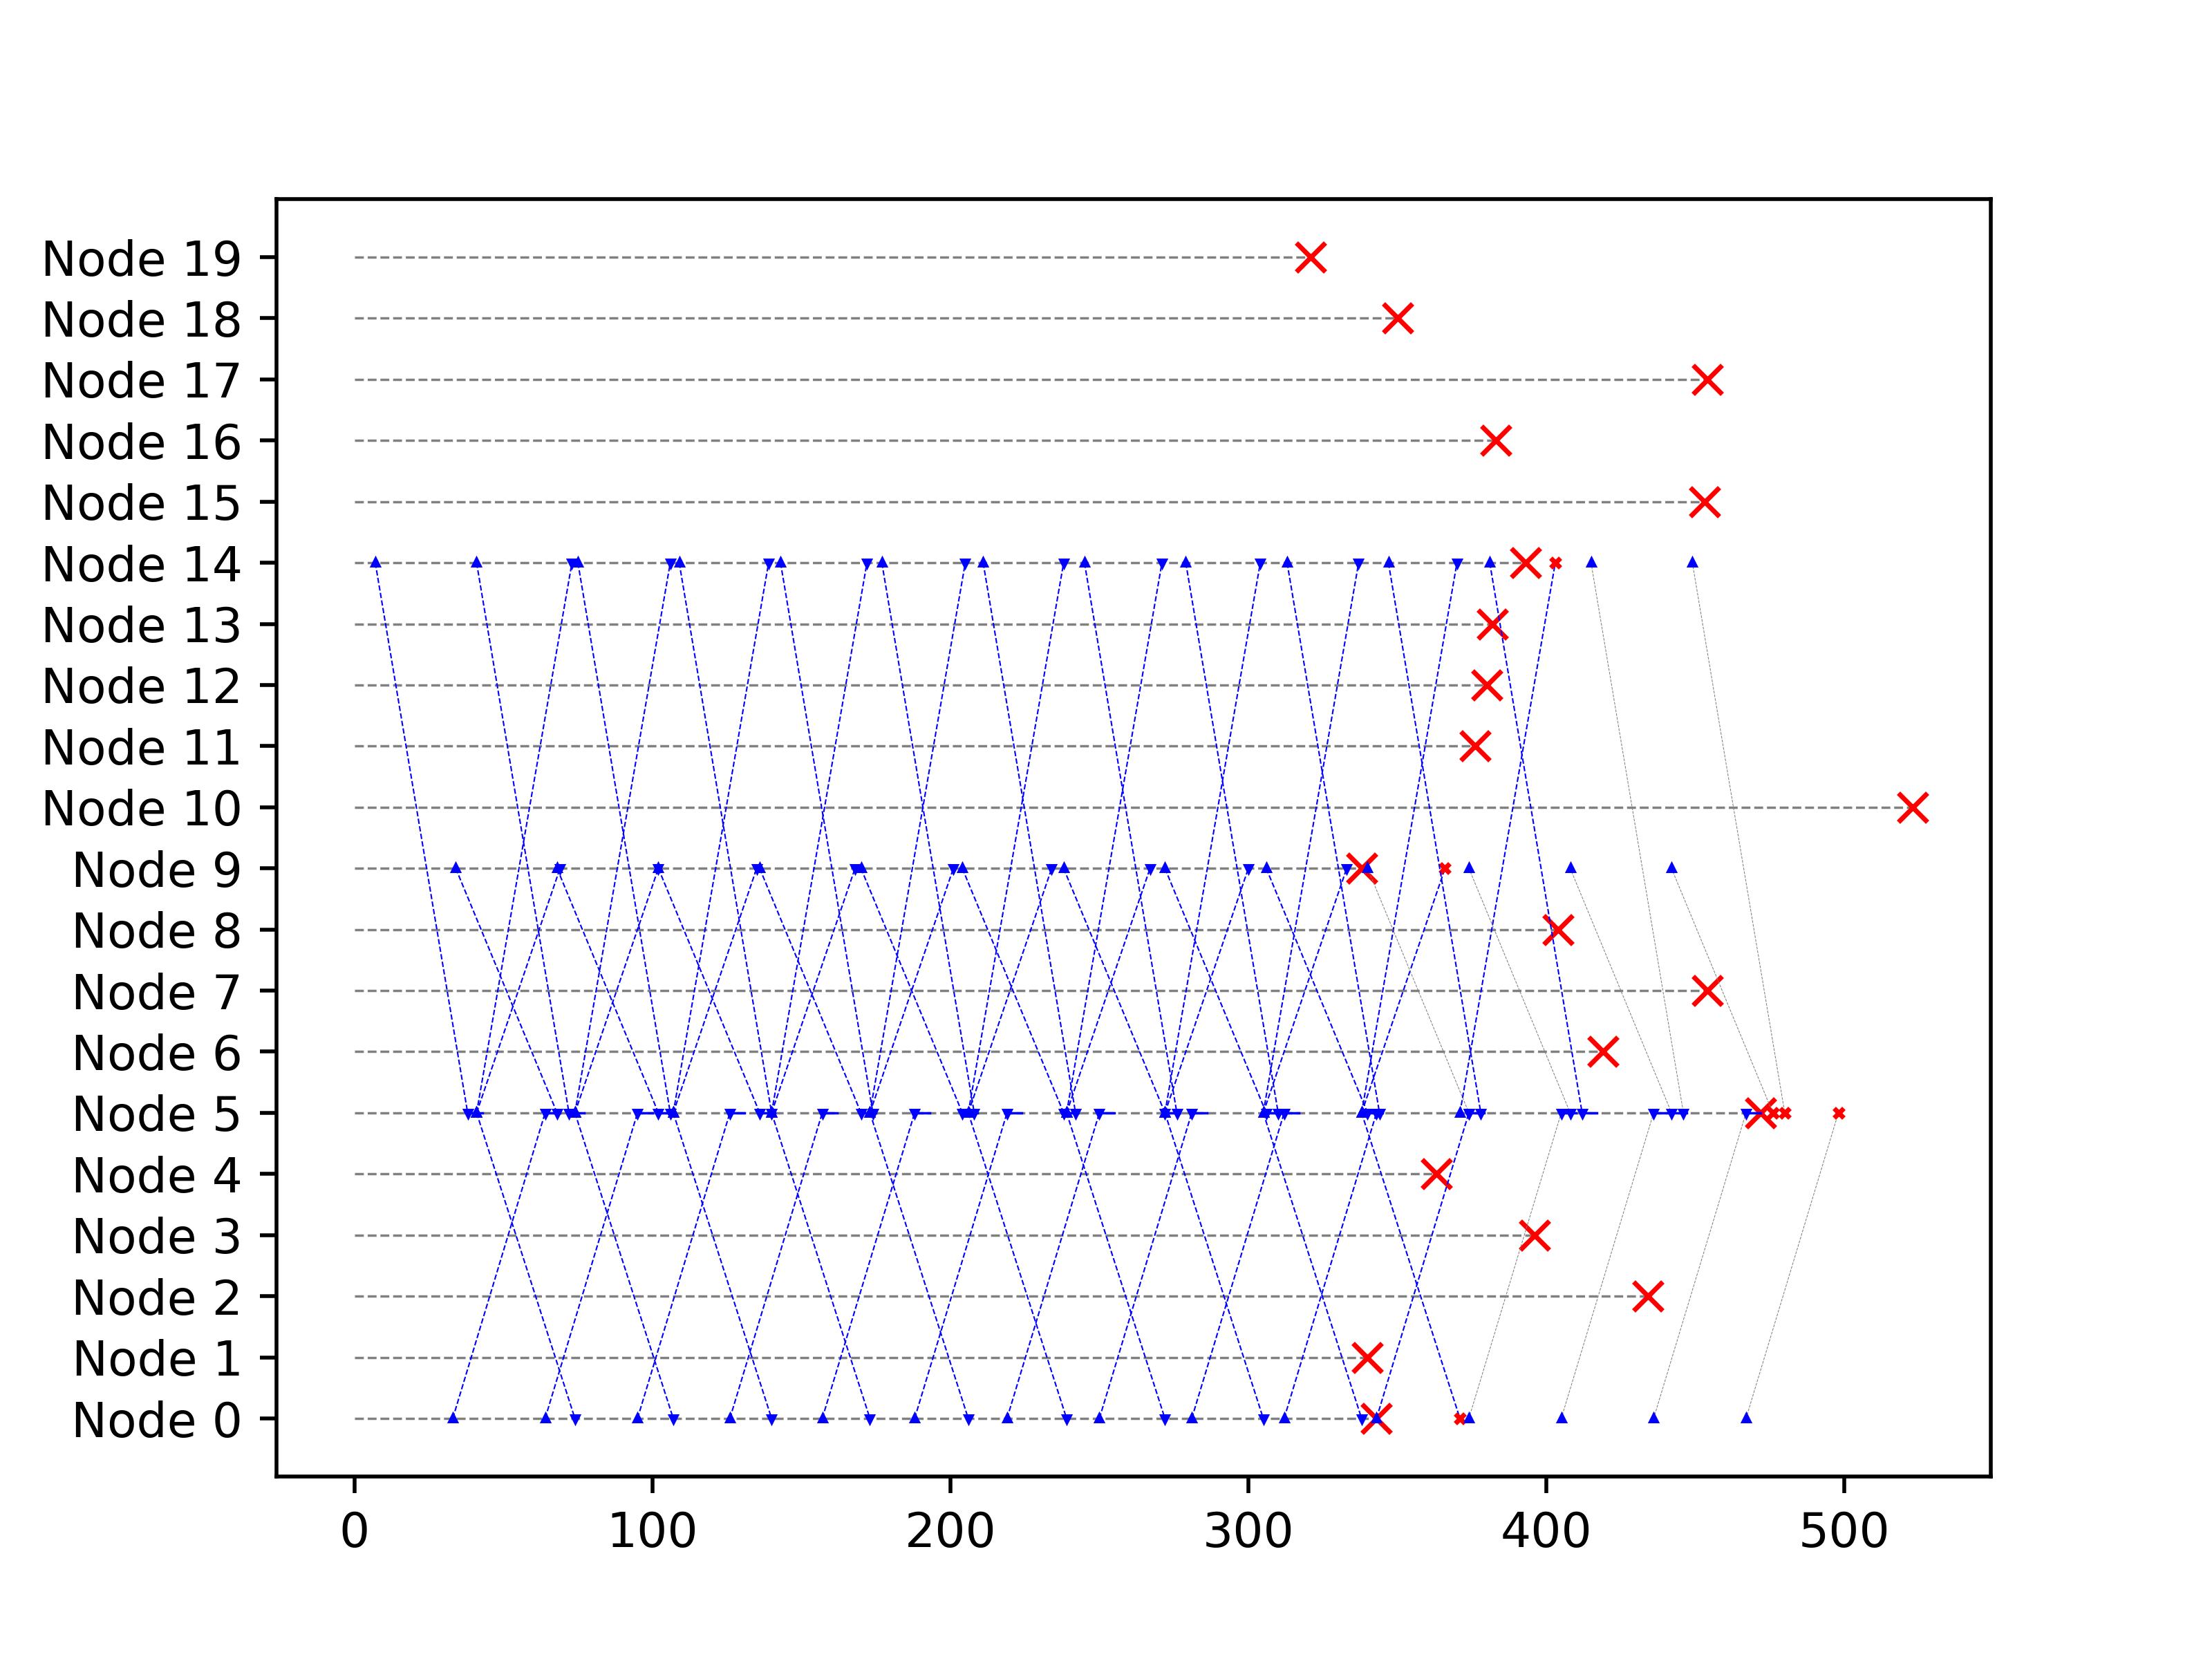 Node 19
Node 18
Node 17
Node 16
Node 15
Node 14
Node 13
Node 12
Node 11
Node 10
Node 9
Node 8
Node 7
Node 6
Node 5
Node 4
Node 3
Node 2
Node 1
Node 0
0 100 200 300 400 500